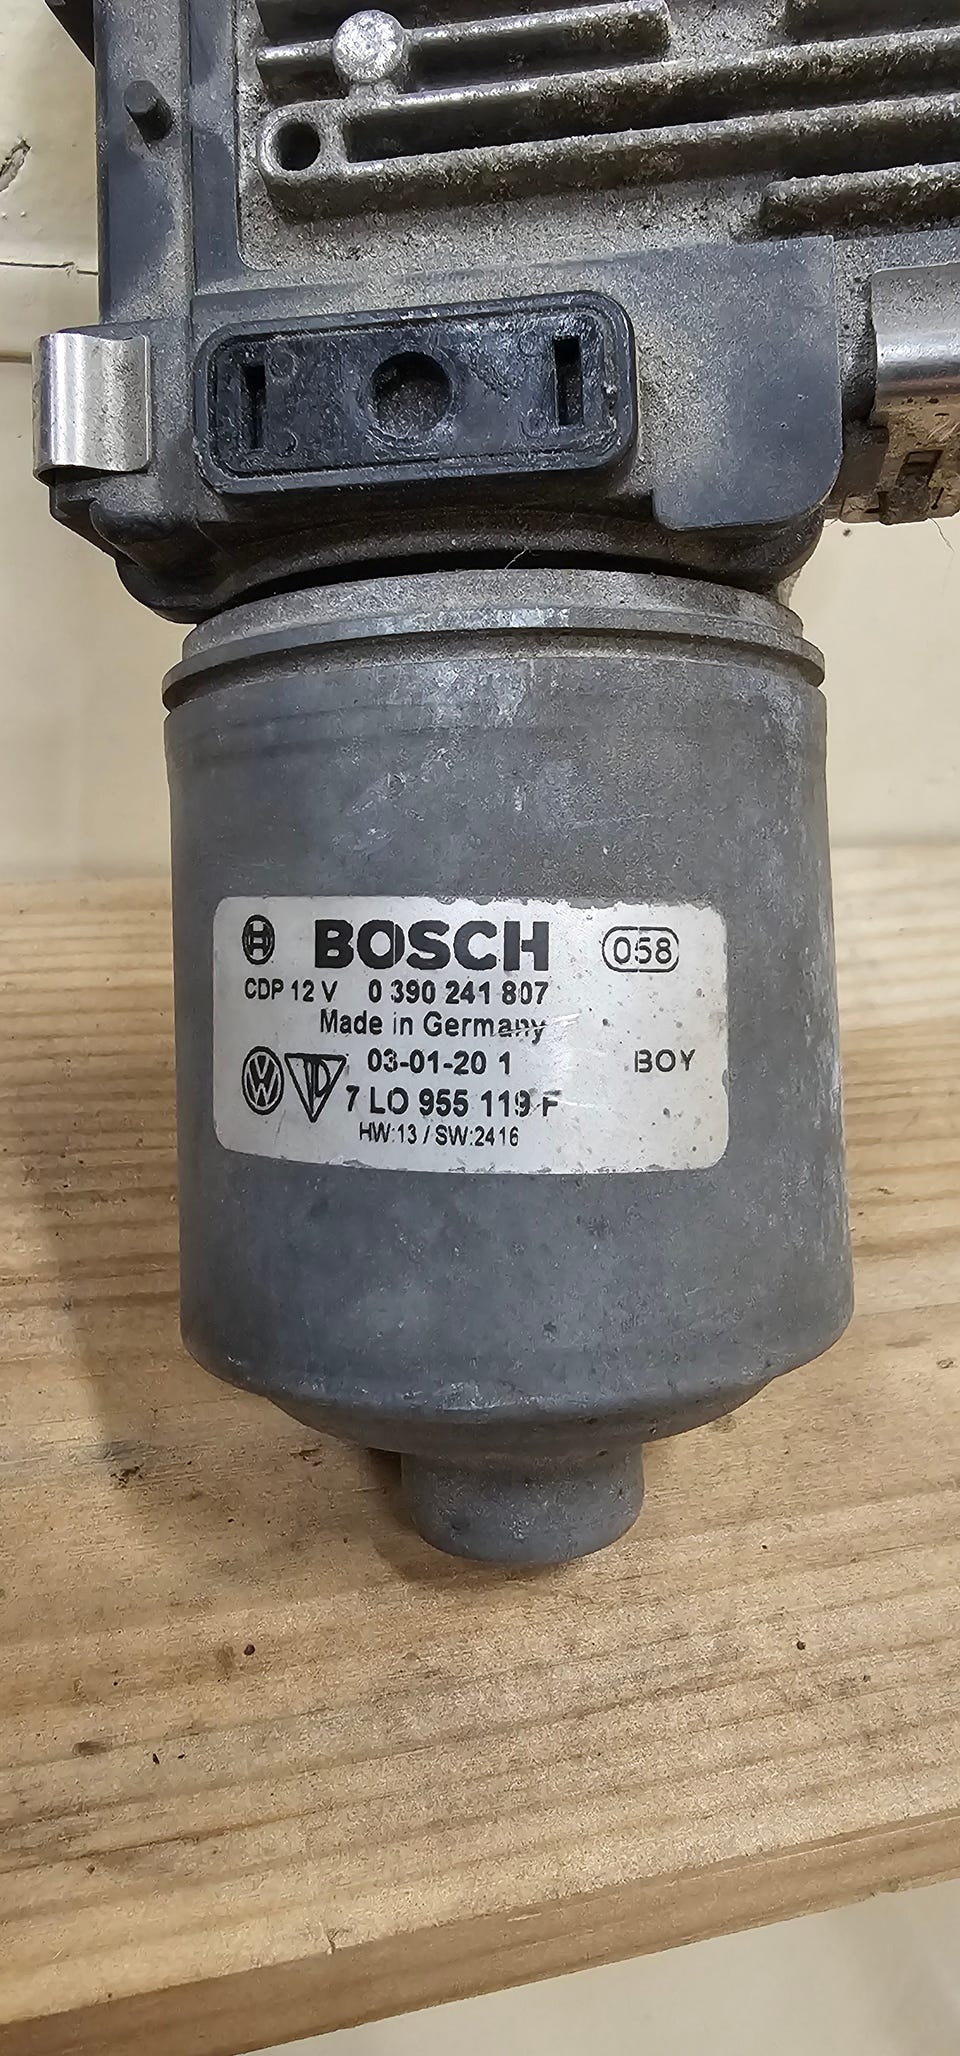 BOSCH 058
CDP 12 V 0 390 241 807
Made in Germany
03-01-20 1 BOY
7 LO 955 119 F
HW:13 / SW:2416